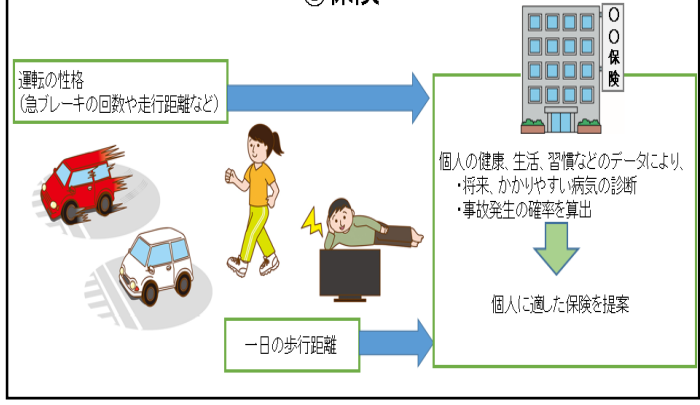 運転の性格
(急ブレーキの回数や走行距離など)
〇〇保険
個人の健康、生活、習慣などのデータにより、
・将来、かかりやすい病気の診断
・事故発生の確率を算出
個人に適した保険を提案
一日の歩行距離